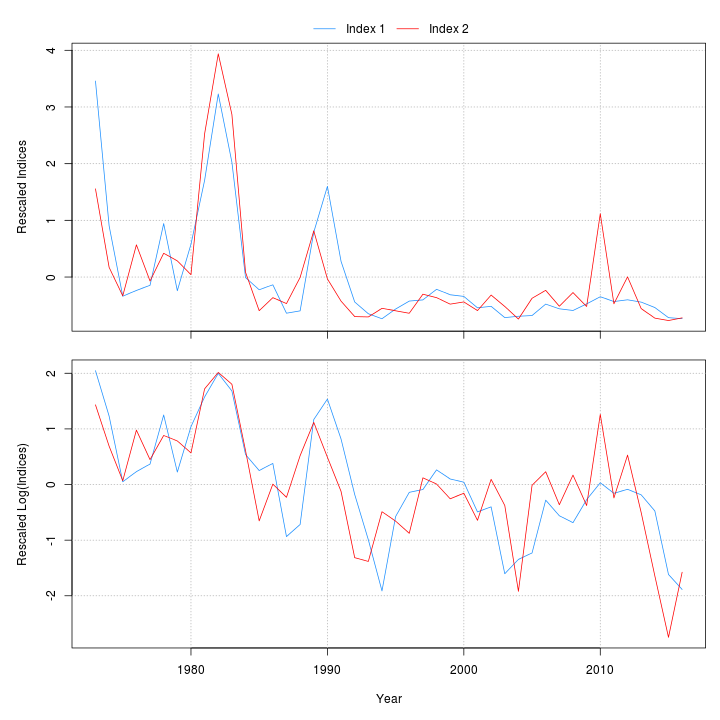 Index 1 Index 2
Rescaled Indices
4
3
2
1
0
Rescaled Log(Indices)
2
1
0
-1
-2
1980 1990 2000 2010
Year